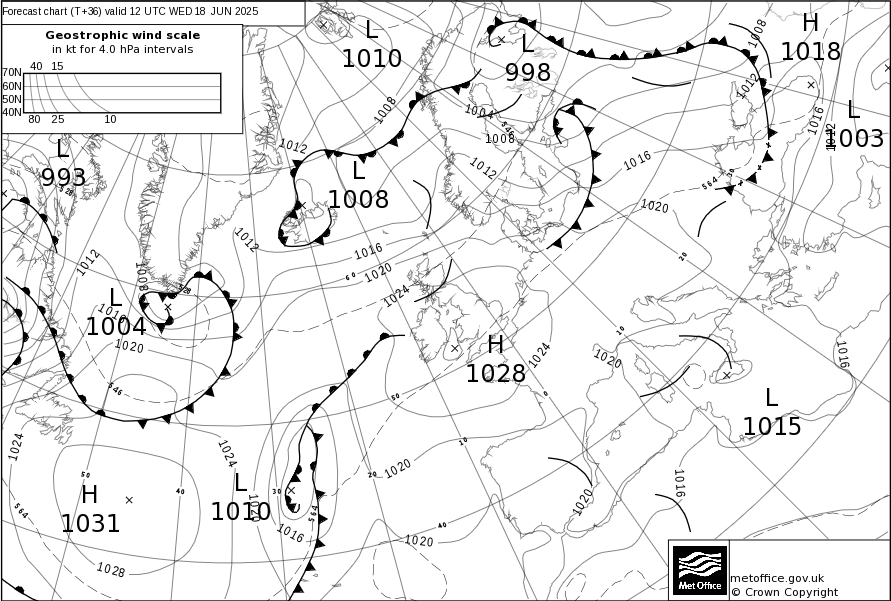 Forecast chart (T+36) valid 12 UTC WED 18 JUN 2025
Geostrophic wind scale
in kt for 4.0 hPa intervals
40 15
70N
60N
50N
40N
80 25 10
L
1010
L
998
H
1018
L
1003
L
993
L
1008
L
1004
H
1028
L
1015
H
1031
L
1010
1008
1012
1016
1012
1008
1004
1008
1012
1016
1020
564
546
1012
1012
1008
1012
1016
1020
1024
60
528
1016
1020
546
1024
1020
1016
20
10
0
50
10
20
30
40
50
40
1024
1024
1020
1016
564
564
1028
1020
1020
1020
1016
metoffice.gov.uk
© Crown Copyright
Met Office